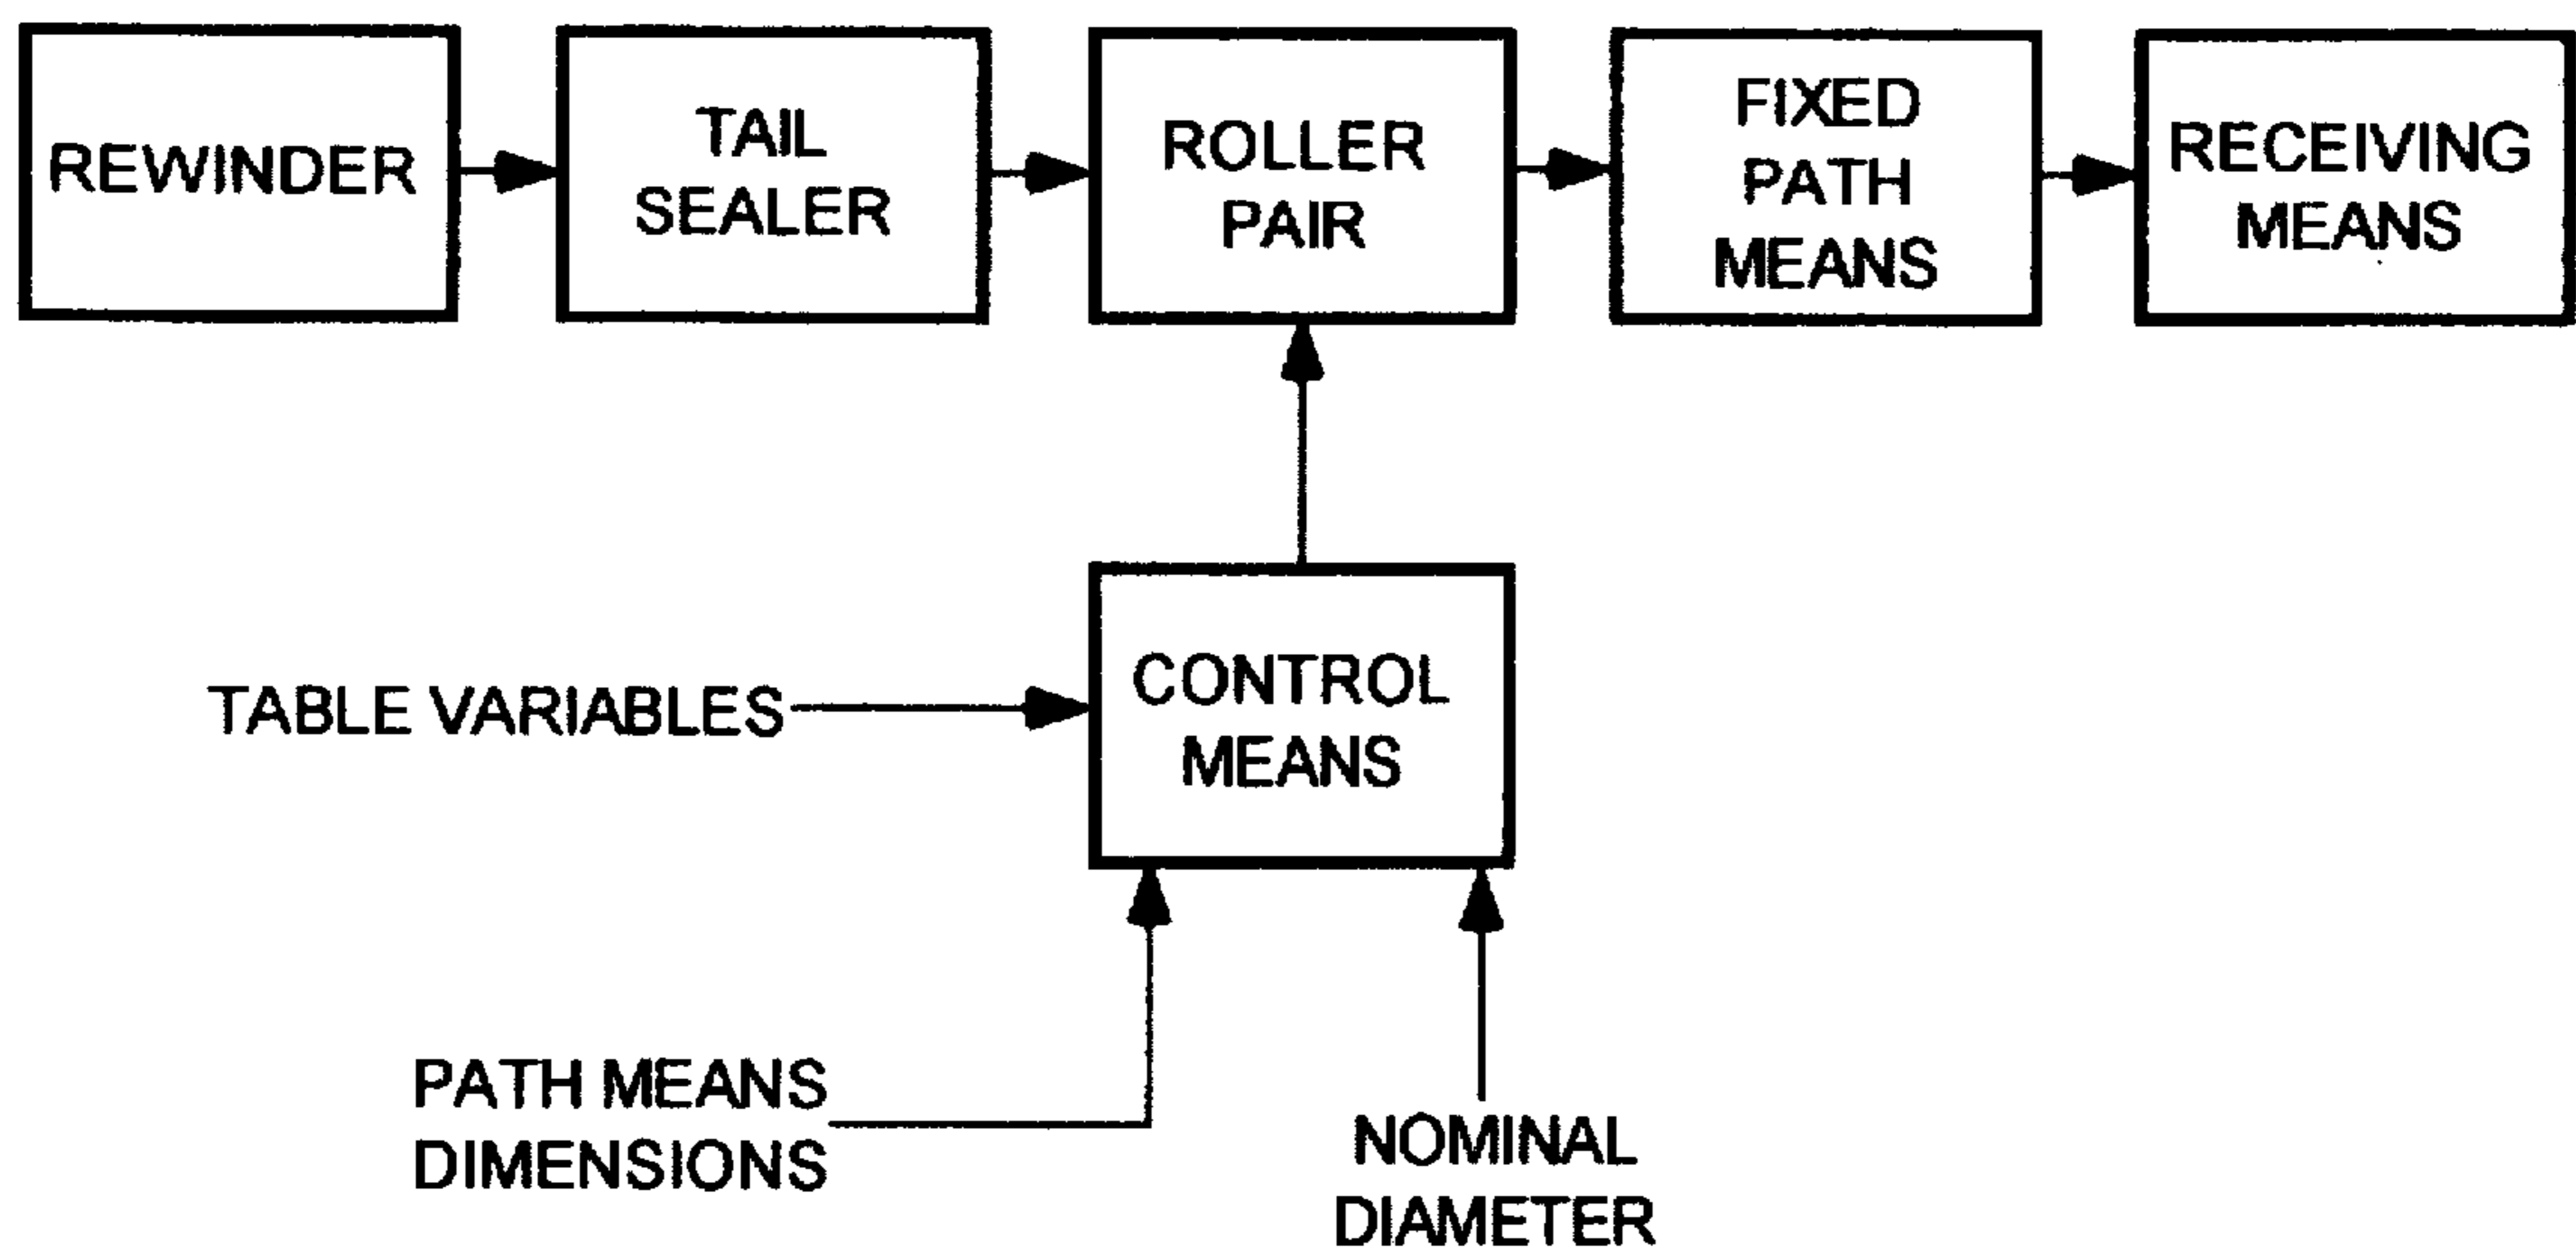 REWINDER
TAIL
SEALER
ROLLER
PAIR
FIXED
PATH
MEANS
RECEIVING
MEANS
TABLE VARIABLES
CONTROL
MEANS
PATH MEANS
DIMENSIONS
NOMINAL
DIAMETER